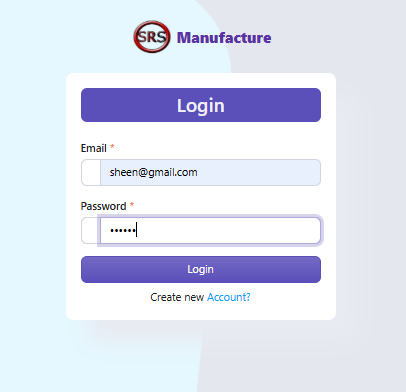 SRS Manufacture
Login
Email *
sheen@gmail.com
Password *
••••••
Login
Create new Account?